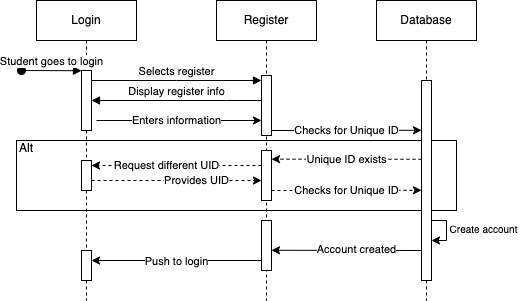 Login
Register
Database
Student goes to login
Selects register
Display register info
Enters information
Checks for Unique ID
Alt
Unique ID exists
Request different UID
Provides UID
Checks for Unique ID
Create account
Account created
Push to login